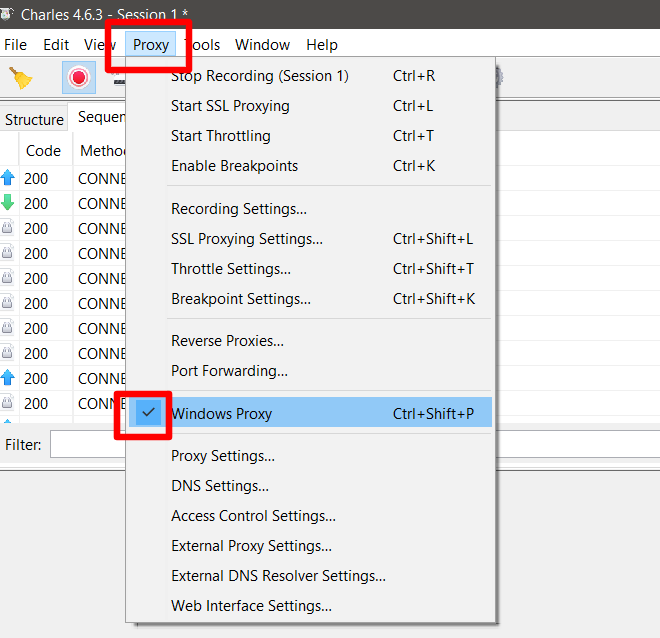 Charles 4.6.3 - Session 1 *
File Edit View Proxy Tools Window Help
Stop Recording (Session 1) Ctrl+R
Start SSL Proxying Ctrl+L
Start Throttling Ctrl+T
Enable Breakpoints Ctrl+K
Recording Settings...
SSL Proxying Settings... Ctrl+Shift+L
Throttle Settings... Ctrl+Shift+T
Breakpoint Settings... Ctrl+Shift+K
Reverse Proxies...
Port Forwarding...
Windows Proxy Ctrl+Shift+P
Proxy Settings...
DNS Settings...
Access Control Settings...
External Proxy Settings...
External DNS Resolver Settings...
Web Interface Settings...
Structure Sequen
Code Metho
200 CONNE
200 CONNE
200 CONNE
200 CONNE
200 CONNE
200 CONNE
200 CONNE
200 CONNE
200 CONNE
200 CONNE
Filter: